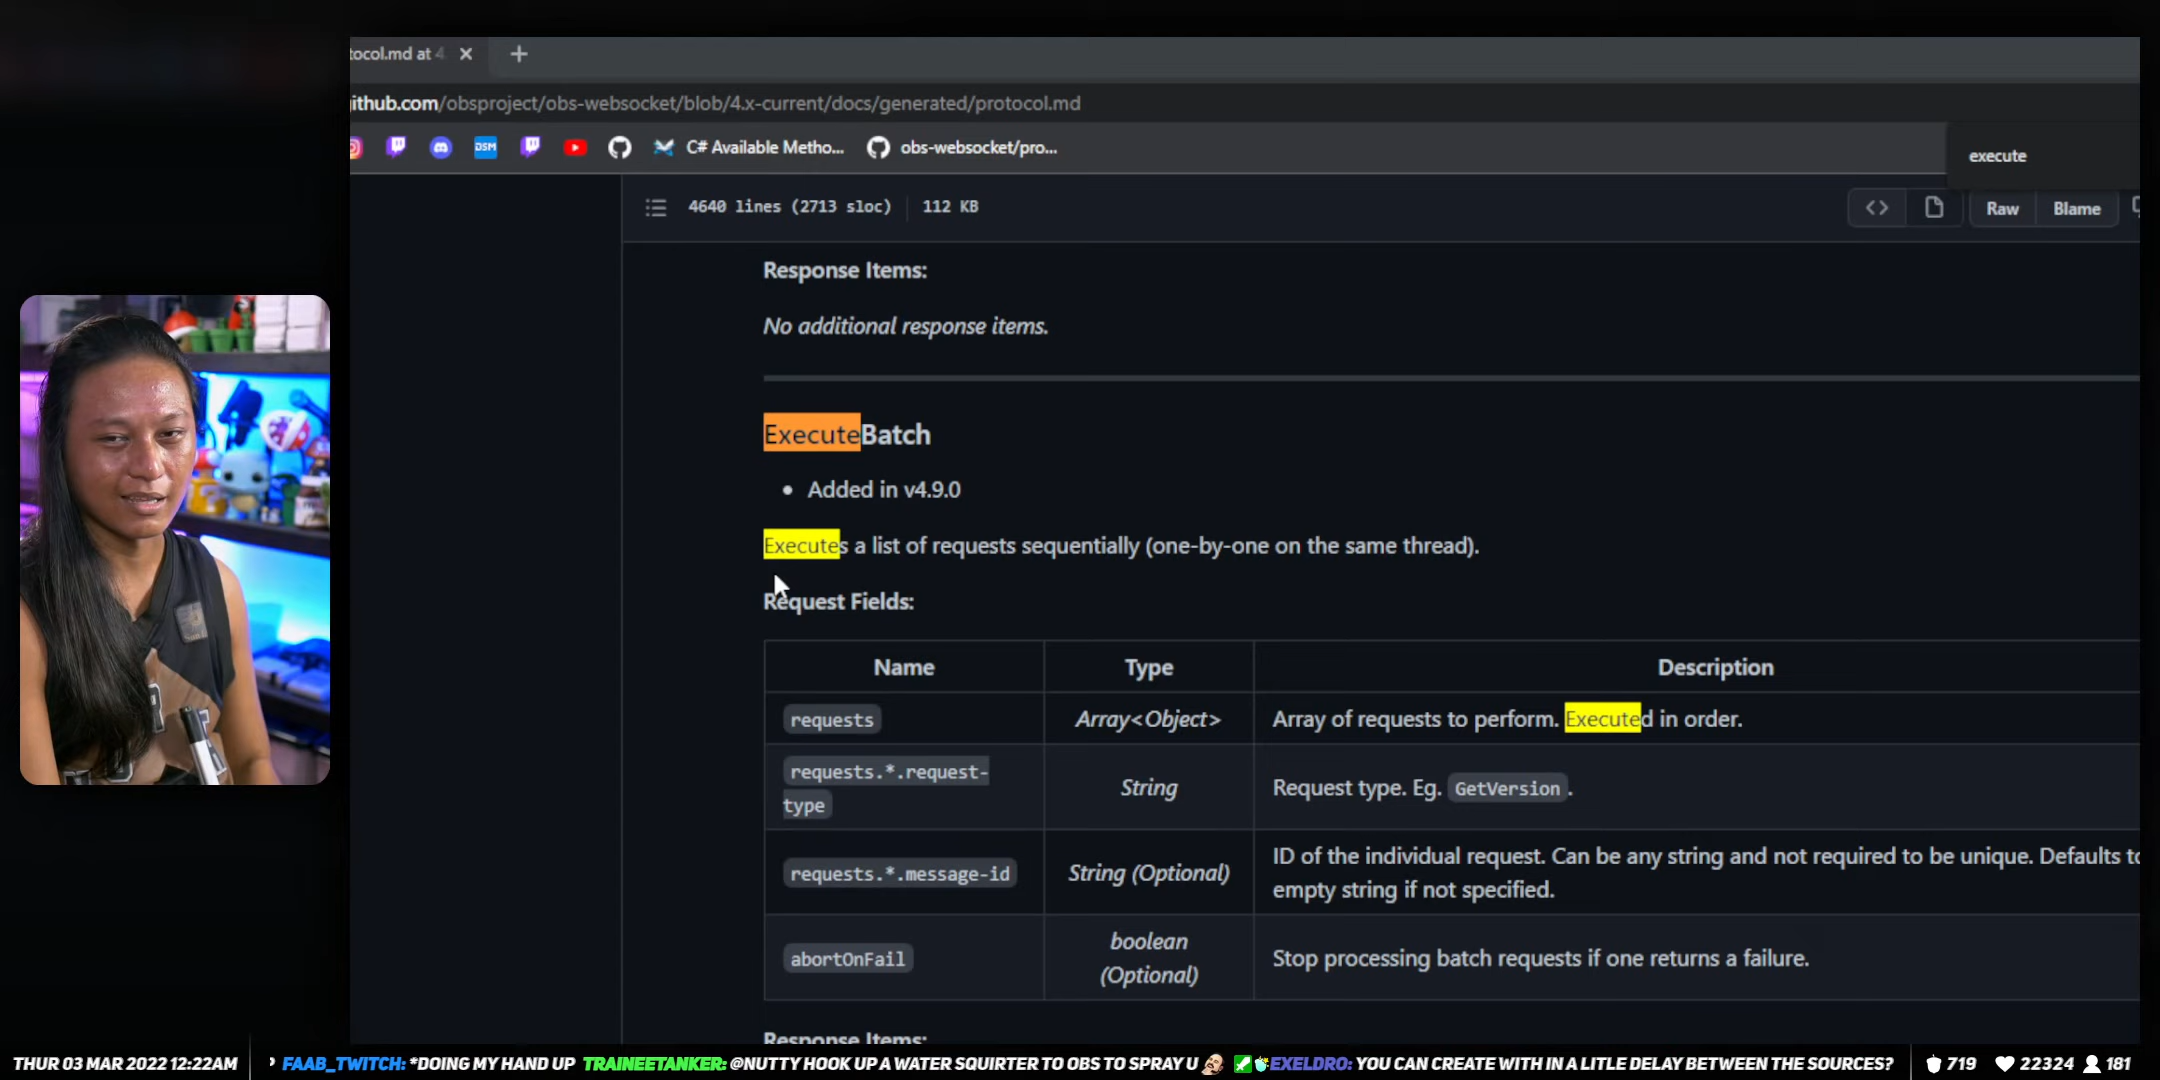 tocol.md at 4
github.com/obsproject/obs-websocket/blob/4.x-current/docs/generated/protocol.md
DSM
C# Available Metho...
obs-websocket/pro...
execute
4640 lines (2713 sloc)
112 KB
Raw
Blame
Response Items:
No additional response items.
ExecuteBatch
• Added in v4.9.0
Executes a list of requests sequentially (one-by-one on the same thread).
Request Fields:
Name Type Description
requests Array<Object> Array of requests to perform. Executed in order.
requests.*.request-
type
String
Request type. Eg. GetVersion.
requests.*.message-id
String (Optional)
ID of the individual request. Can be any string and not required to be unique. Defaults to
empty string if not specified.
abortOnFail
boolean
(Optional)
Stop processing batch requests if one returns a failure.
Response Items:
THUR 03 MAR 2022 12:22AM
FAAB_TWITCH: *DOING MY HAND UP TRAINEETANKER: @NUTTY HOOK UP A WATER SQUIRTER TO OBS TO SPRAY U EXELDRO: YOU CAN CREATE WITH IN A LITLE DELAY BETWEEN THE SOURCES?
719 22324 181